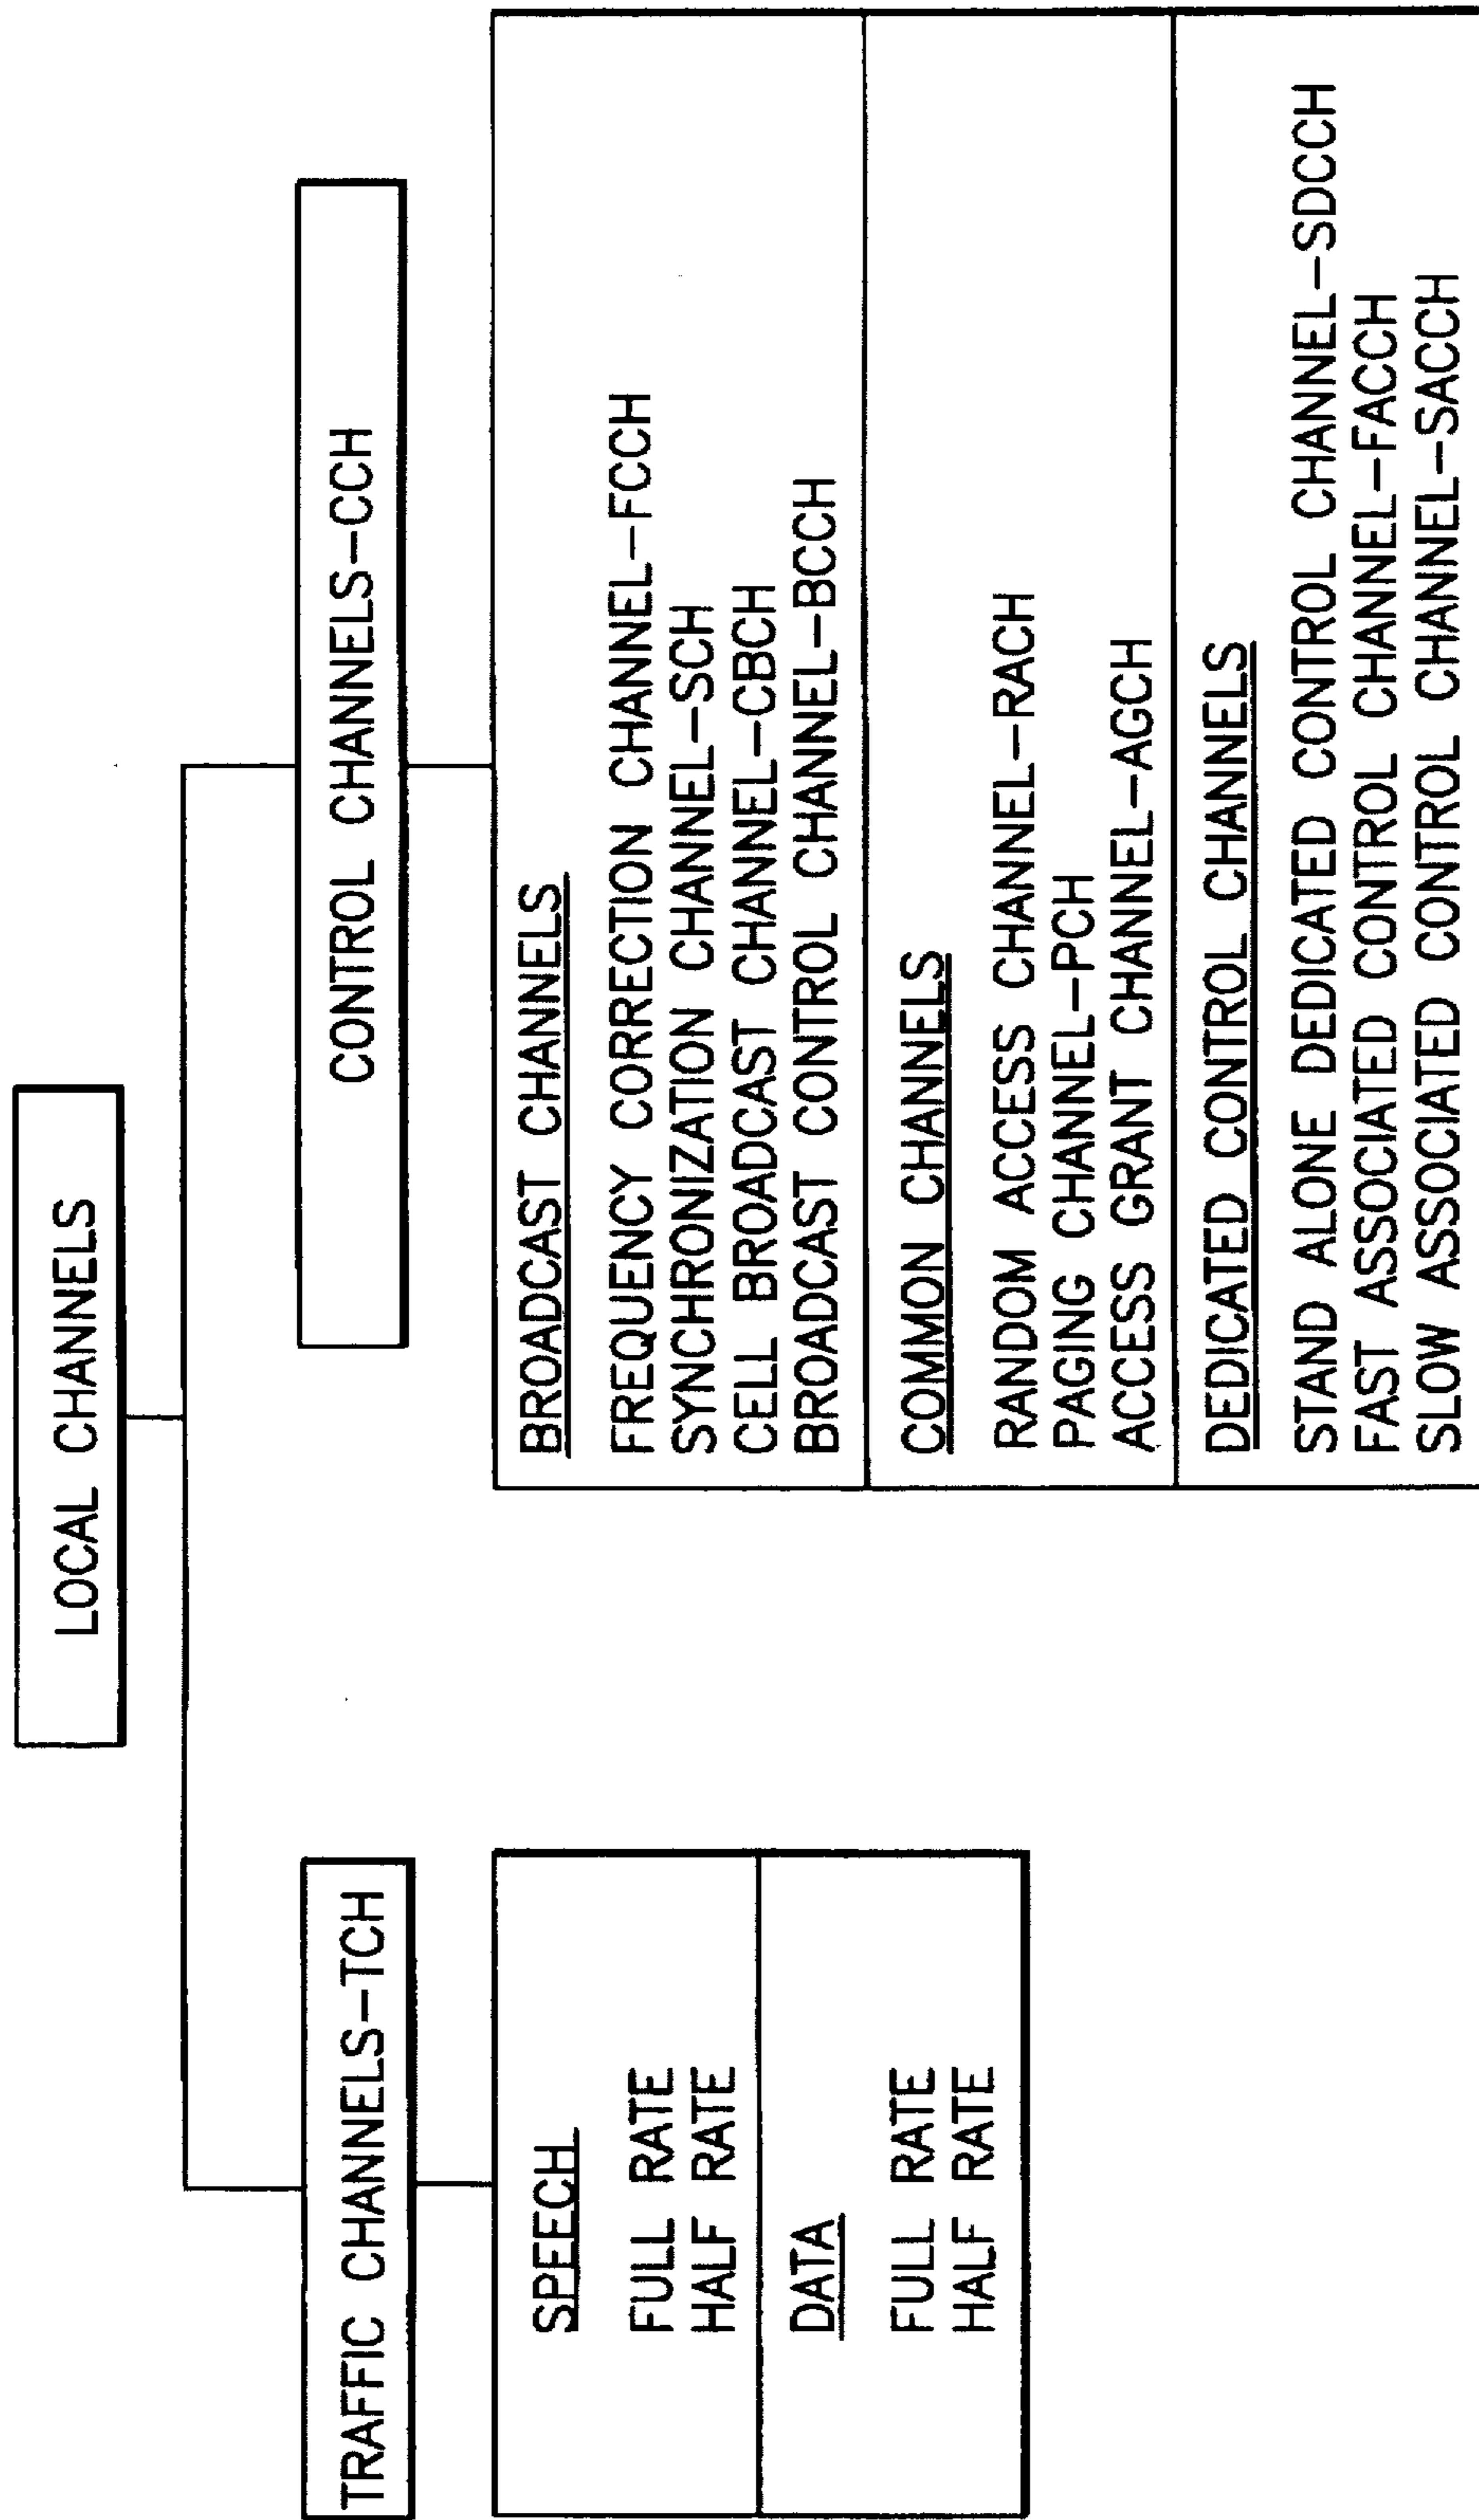 LOCAL CHANNELS
TRAFFIC CHANNELS-TCH
SPEECH
FULL RATE
HALF RATE
DATA
FULL RATE
HALF RATE
CONTROL CHANNELS-CCH
BROADCAST CHANNELS
FREQUENCY CORRECTION CHANNEL-FCCH
SYNCHRONIZATION CHANNEL-SCH
CELL BROADCAST CHANNEL-CBCH
BROADCAST CONTROL CHANNEL-BCCH
COMMON CHANNELS
RANDOM ACCESS CHANNEL-RACH
PAGING CHANNEL-PCH
ACCESS GRANT CHANNEL-AGCH
DEDICATED CONTROL CHANNELS
STAND ALONE DEDICATED CONTROL CHANNEL-SDCCH
FAST ASSOCIATED CONTROL CHANNEL-FACCH
SLOW ASSOCIATED CONTROL CHANNEL-SACCH